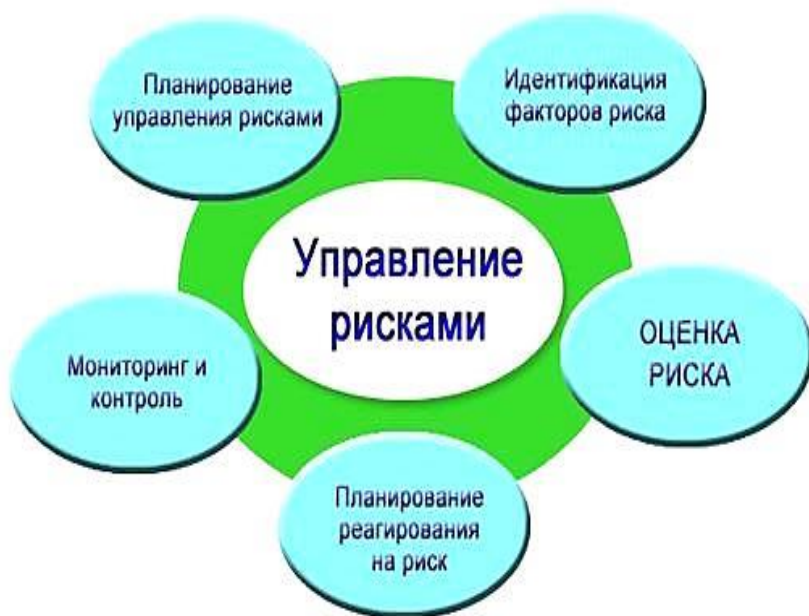 Планирование
управления рисками
Идентификация
факторов риска
Управление
рисками
ОЦЕНКА
РИСКА
Мониторинг и
контроль
Планирование
реагирования
на риск